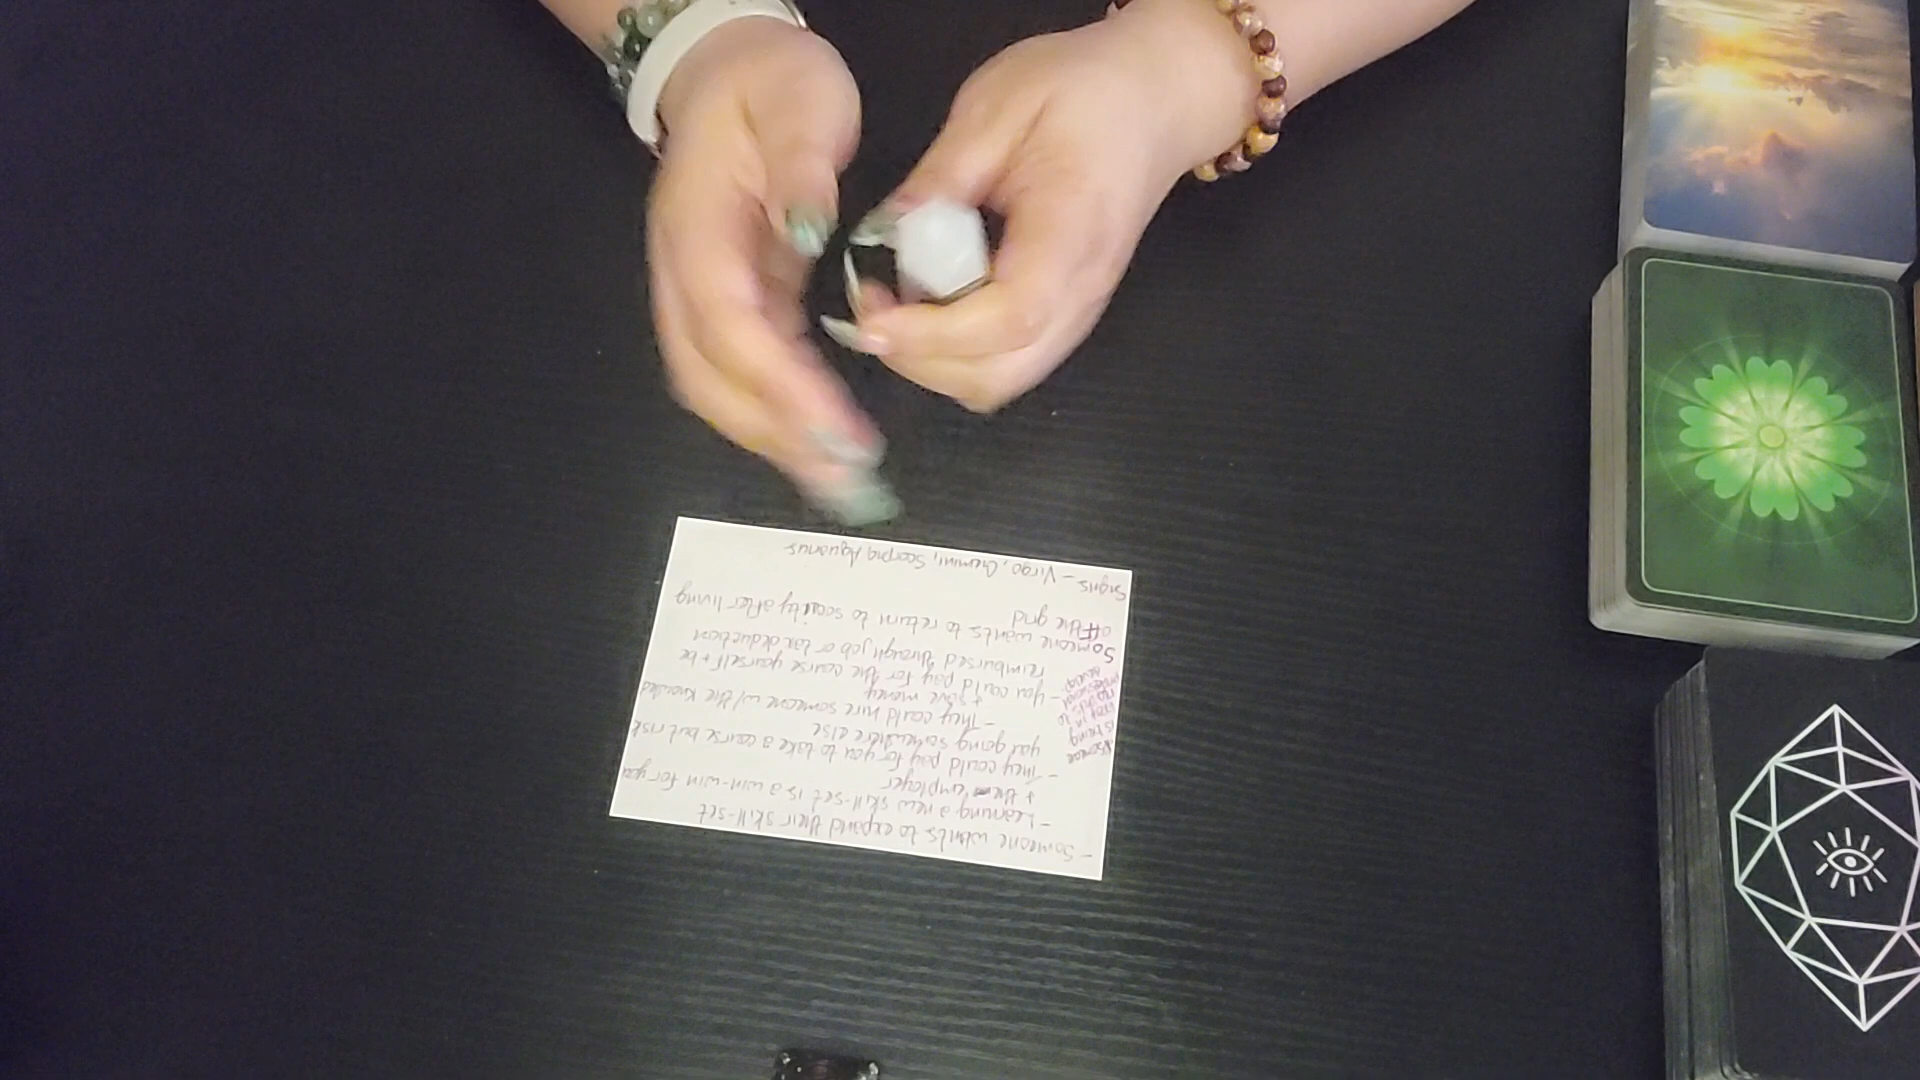 - Someone wants to expand their skill-set
- Learning a new skill-set is a win-win for you
+ the employer
- They could pay for you to take a course but risk
you going somewhere else
- They could hire someone w/ the
+ save money
- you could pay for the course yourself + be
reimbursed through job or tax deduction
Someone wants to return to society after living
off the grid
Signs - Virgo, Gemini, Scorpio, Aquarius
is being
professional